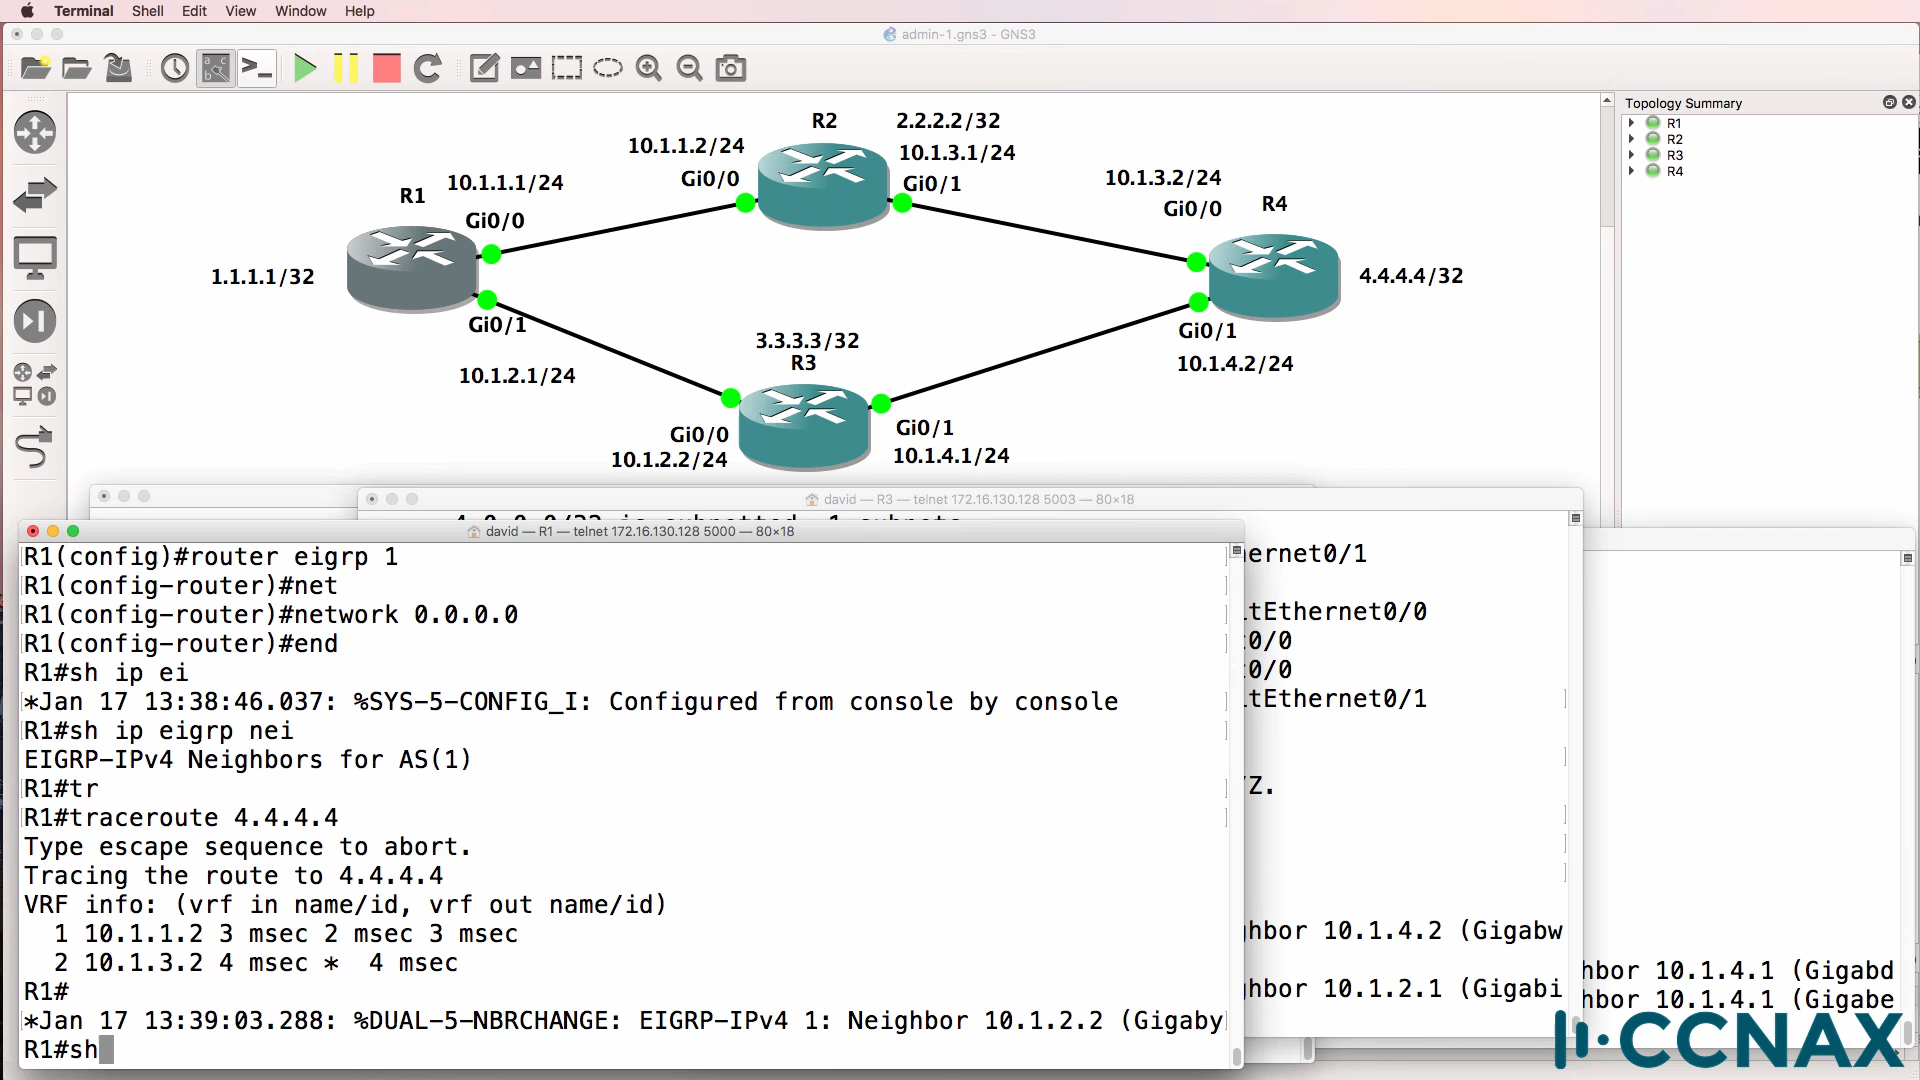 Terminal Shell Edit View Window Help
admin-1.gns3 - GNS3
Topology Summary
R1
R2
R3
R4
R2
2.2.2.2/32
10.1.1.2/24
10.1.3.1/24
Gi0/0
Gi0/1
R1
10.1.1.1/24
Gi0/0
10.1.3.2/24
Gi0/0
R4
1.1.1.1/32
4.4.4.4/32
Gi0/1
10.1.2.1/24
3.3.3.3/32
R3
Gi0/1
10.1.4.2/24
Gi0/0
10.1.2.2/24
Gi0/1
10.1.4.1/24
david — R3 — telnet 172.16.130.128 5003 — 80×18
ernet0/1
tEthernet0/0
t0/0
t0/0
tEthernet0/1
/Z.
ghbor 10.1.4.2 (Gigabw
ghbor 10.1.2.1 (Gigabi
hbor 10.1.4.1 (Gigabd
hbor 10.1.4.1 (Gigabe
david — R1 — telnet 172.16.130.128 5000 — 80×18
R1(config)#router eigrp 1
R1(config-router)#net
R1(config-router)#network 0.0.0.0
R1(config-router)#end
R1#sh ip ei
*Jan 17 13:38:46.037: %SYS-5-CONFIG_I: Configured from console by console
R1#sh ip eigrp nei
EIGRP-IPv4 Neighbors for AS(1)
R1#tr
R1#traceroute 4.4.4.4
Type escape sequence to abort.
Tracing the route to 4.4.4.4
VRF info: (vrf in name/id, vrf out name/id)
1 10.1.1.2 3 msec 2 msec 3 msec
2 10.1.3.2 4 msec * 4 msec
R1#
*Jan 17 13:39:03.288: %DUAL-5-NBRCHANGE: EIGRP-IPv4 1: Neighbor 10.1.2.2 (Gigaby
R1#sh
CCNAX